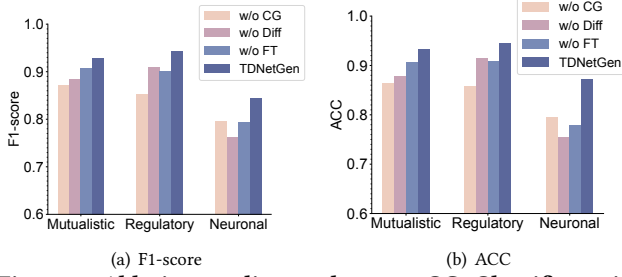 w/o CG
w/o Diff
w/o FT
TDNetGen
1.0
0.9
0.8
0.7
0.6
F1-score
Mutualistic Regulatory Neuronal
(a) F1-score
w/o CG
w/o Diff
w/o FT
TDNetGen
1.0
0.9
0.8
0.7
0.6
ACC
Mutualistic Regulatory Neuronal
(b) ACC